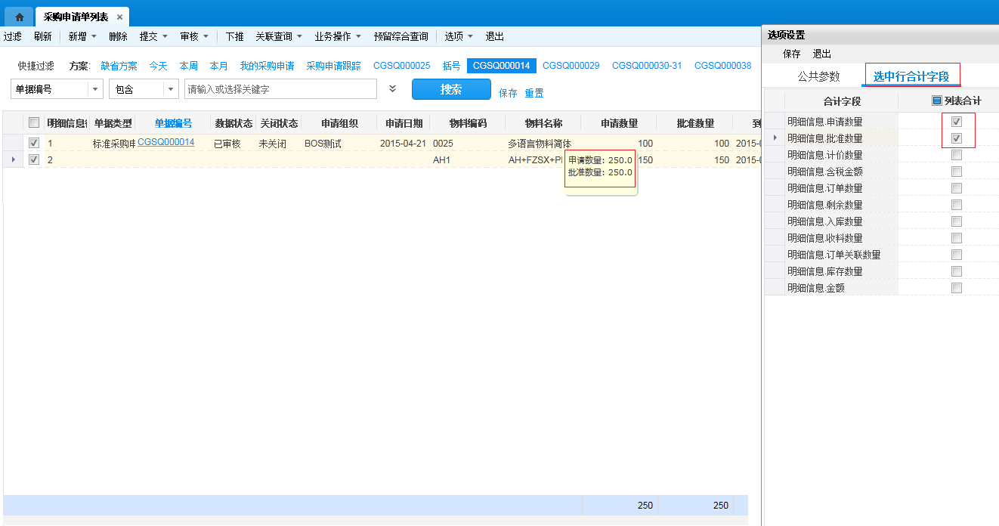 采购申请单列表 ×
过滤 刷新 新增 删除 提交 审核 下推 关联查询 业务操作 预留综合查询 选项 退出
快捷过滤 方案: 缺省方案 今天 本周 本月 我的采购申请 采购申请跟踪 CGSQ000025 括号 CGSQ000014 CGSQ000029 CGSQ000030-31 CGSQ000038
单据编号 包含 请输入或选择关键字 搜索 保存 重置
明细信息 单据类型 单据编号 数据状态 关闭状态 申请组织 申请日期 物料编码 物料名称 申请数量 批准数量 到
1 标准采购申 CGSQ000014 已审核 未关闭 BOS测试 2015-04-21 0025 多语言物料简体 100 100 2015-0
2 AH1 AH+FZSX+PI 150 150 2015-0
申请数量: 250.0
批准数量: 250.0
250 250
选项设置
保存 退出
公共参数 选中行合计字段
合计字段 列表合计
明细信息.申请数量
明细信息.批准数量
明细信息.计价数量
明细信息.含税金额
明细信息.订单数量
明细信息.剩余数量
明细信息.入库数量
明细信息.收料数量
明细信息.订单关联数量
明细信息.库存数量
明细信息.金额